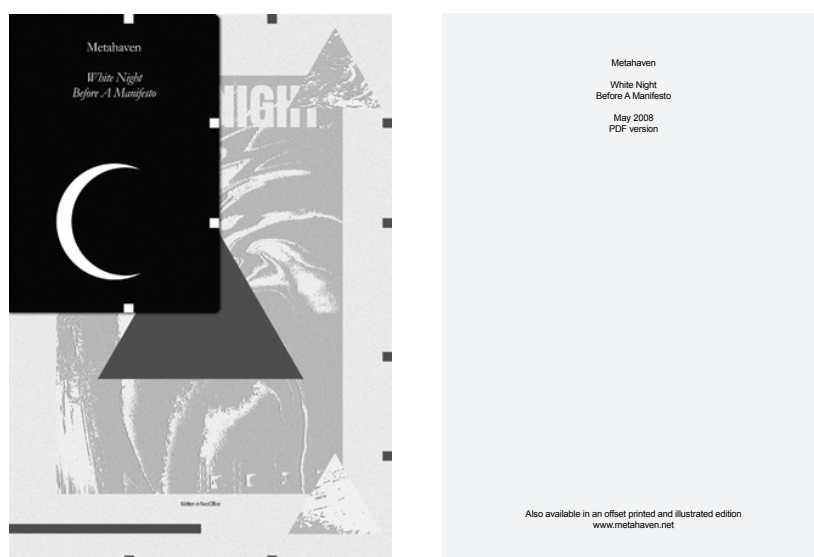 Metahaven
White Night
Before A Manifesto
NIGHT
Written in NeoOffice
Metahaven
White Night
Before A Manifesto
May 2008
PDF version
Also available in an offset printed and illustrated edition
www.metahaven.net